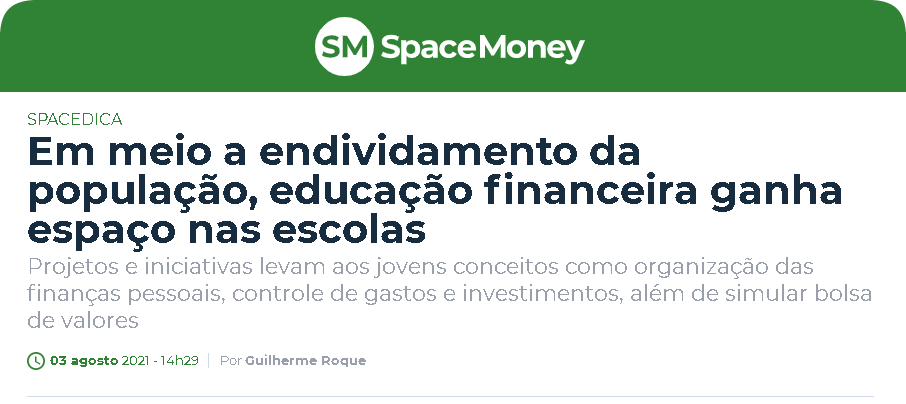 SM SpaceMoney
SPACEDICA
Em meio a endividamento da
população, educação financeira ganha
espaço nas escolas
Projetos e iniciativas levam aos jovens conceitos como organização das
finanças pessoais, controle de gastos e investimentos, além de simular bolsa
de valores
03 agosto 2021 - 14h29 | Por Guilherme Roque